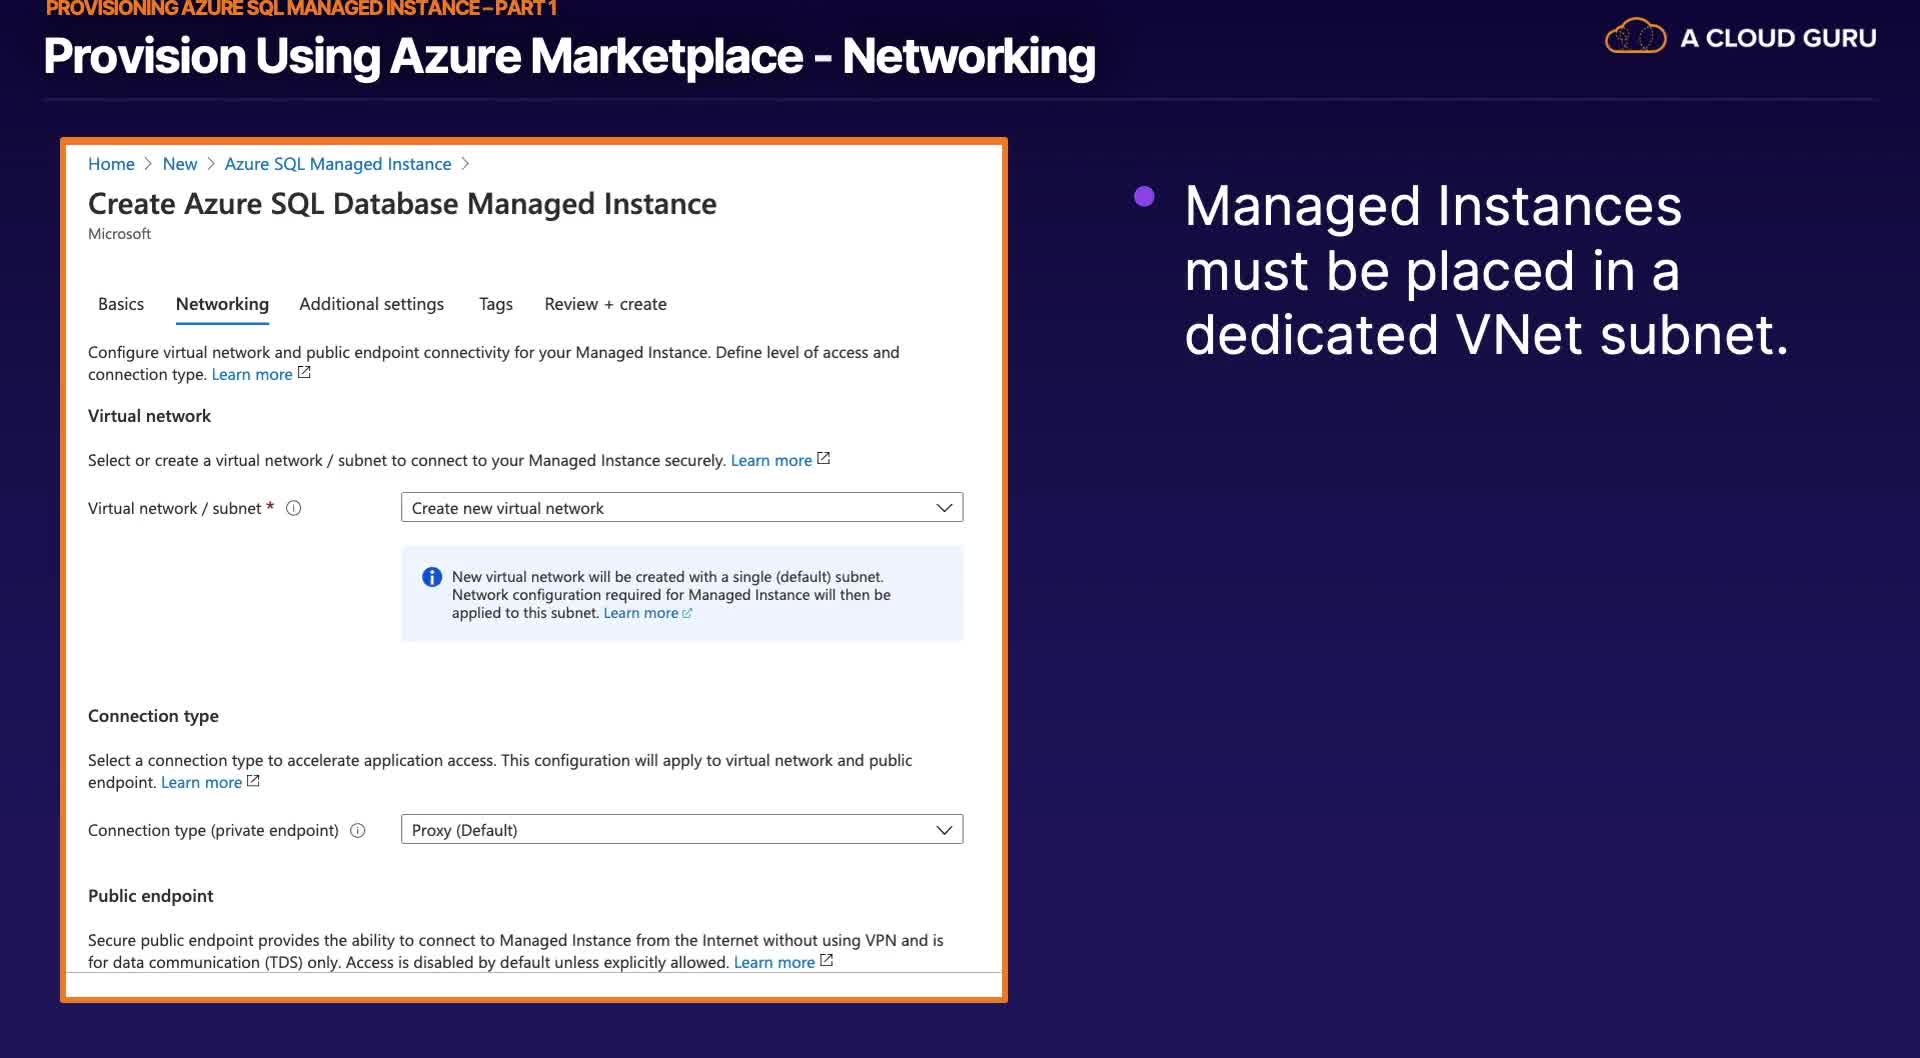 PROVISIONING AZURE SQL MANAGED INSTANCE – PART 1
Provision Using Azure Marketplace - Networking
A CLOUD GURU
Home > New > Azure SQL Managed Instance >
Create Azure SQL Database Managed Instance
Microsoft
Basics Networking Additional settings Tags Review + create
Configure virtual network and public endpoint connectivity for your Managed Instance. Define level of access and
connection type. Learn more
Virtual network
Select or create a virtual network / subnet to connect to your Managed Instance securely. Learn more
Virtual network / subnet * Create new virtual network
New virtual network will be created with a single (default) subnet.
Network configuration required for Managed Instance will then be
applied to this subnet. Learn more
Connection type
Select a connection type to accelerate application access. This configuration will apply to virtual network and public
endpoint. Learn more
Connection type (private endpoint) Proxy (Default)
Public endpoint
Secure public endpoint provides the ability to connect to Managed Instance from the Internet without using VPN and is
for data communication (TDS) only. Access is disabled by default unless explicitly allowed. Learn more
• Managed Instances
must be placed in a
dedicated VNet subnet.